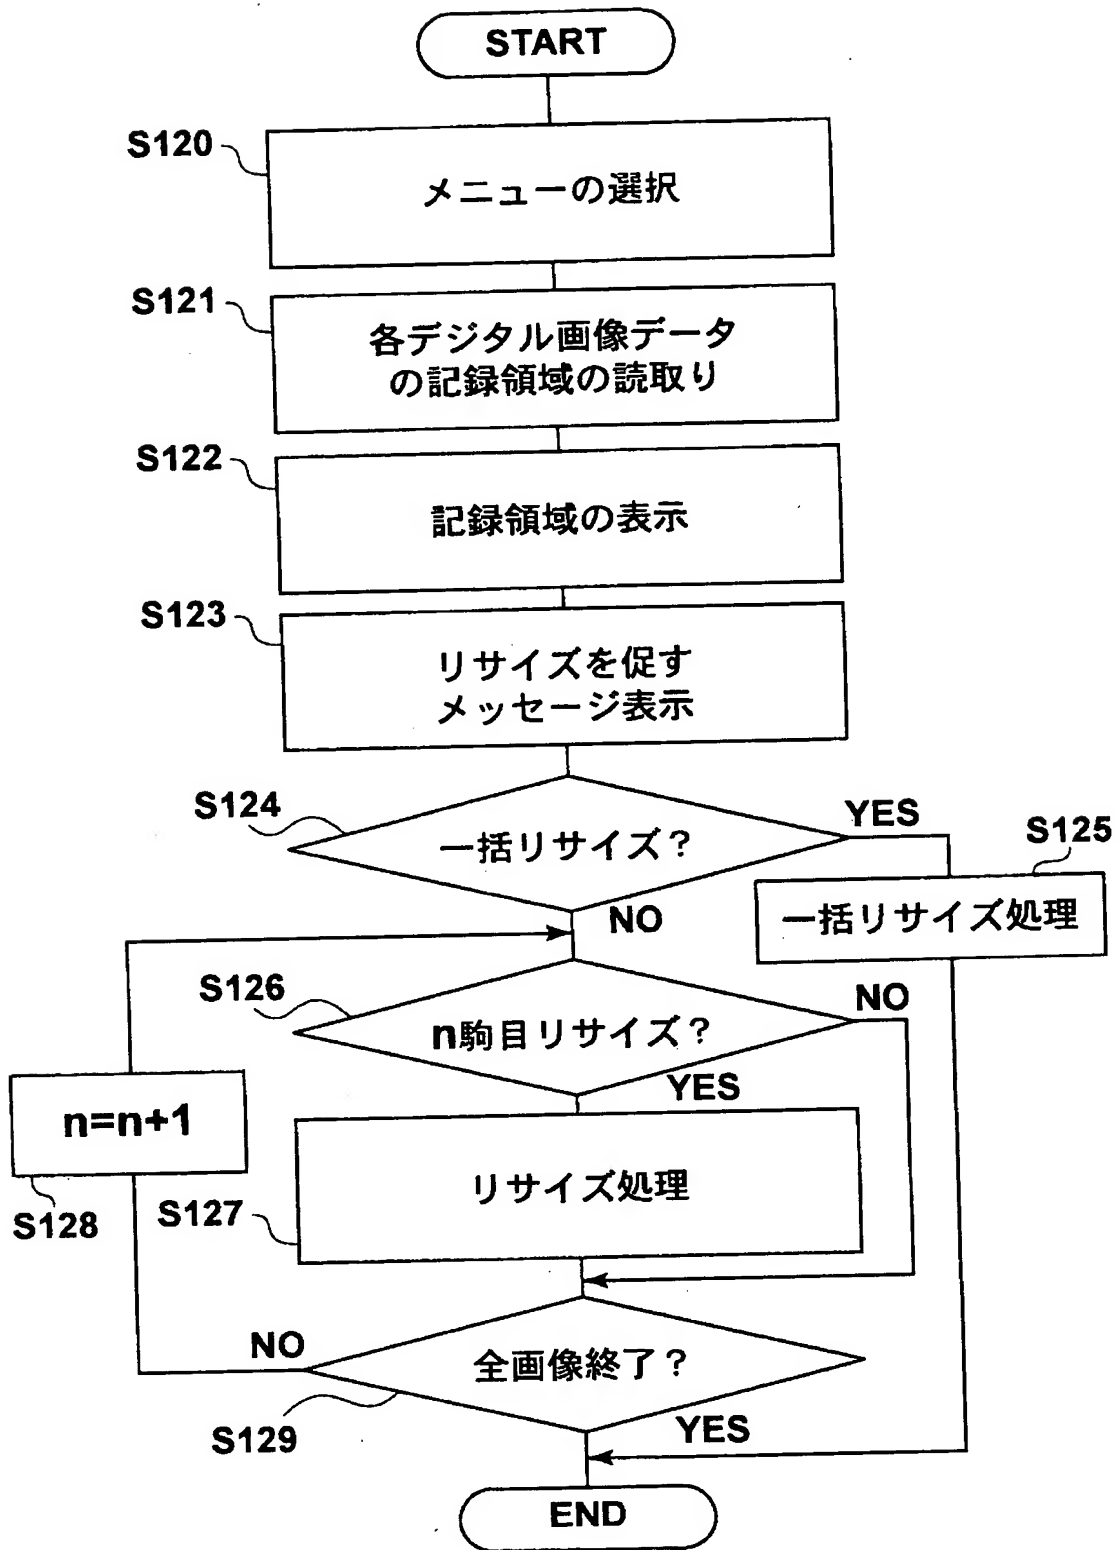 START
S120
メニューの選択
S121
各デジタル画像データ
の記録領域の読取り
S122
記録領域の表示
S123
リサイズを促す
メッセージ表示
S124
一括リサイズ?
YES
S125
一括リサイズ処理
NO
S126
n駒目リサイズ?
NO
YES
n=n+1
S128
S127
リサイズ処理
NO
全画像終了?
S129
YES
END